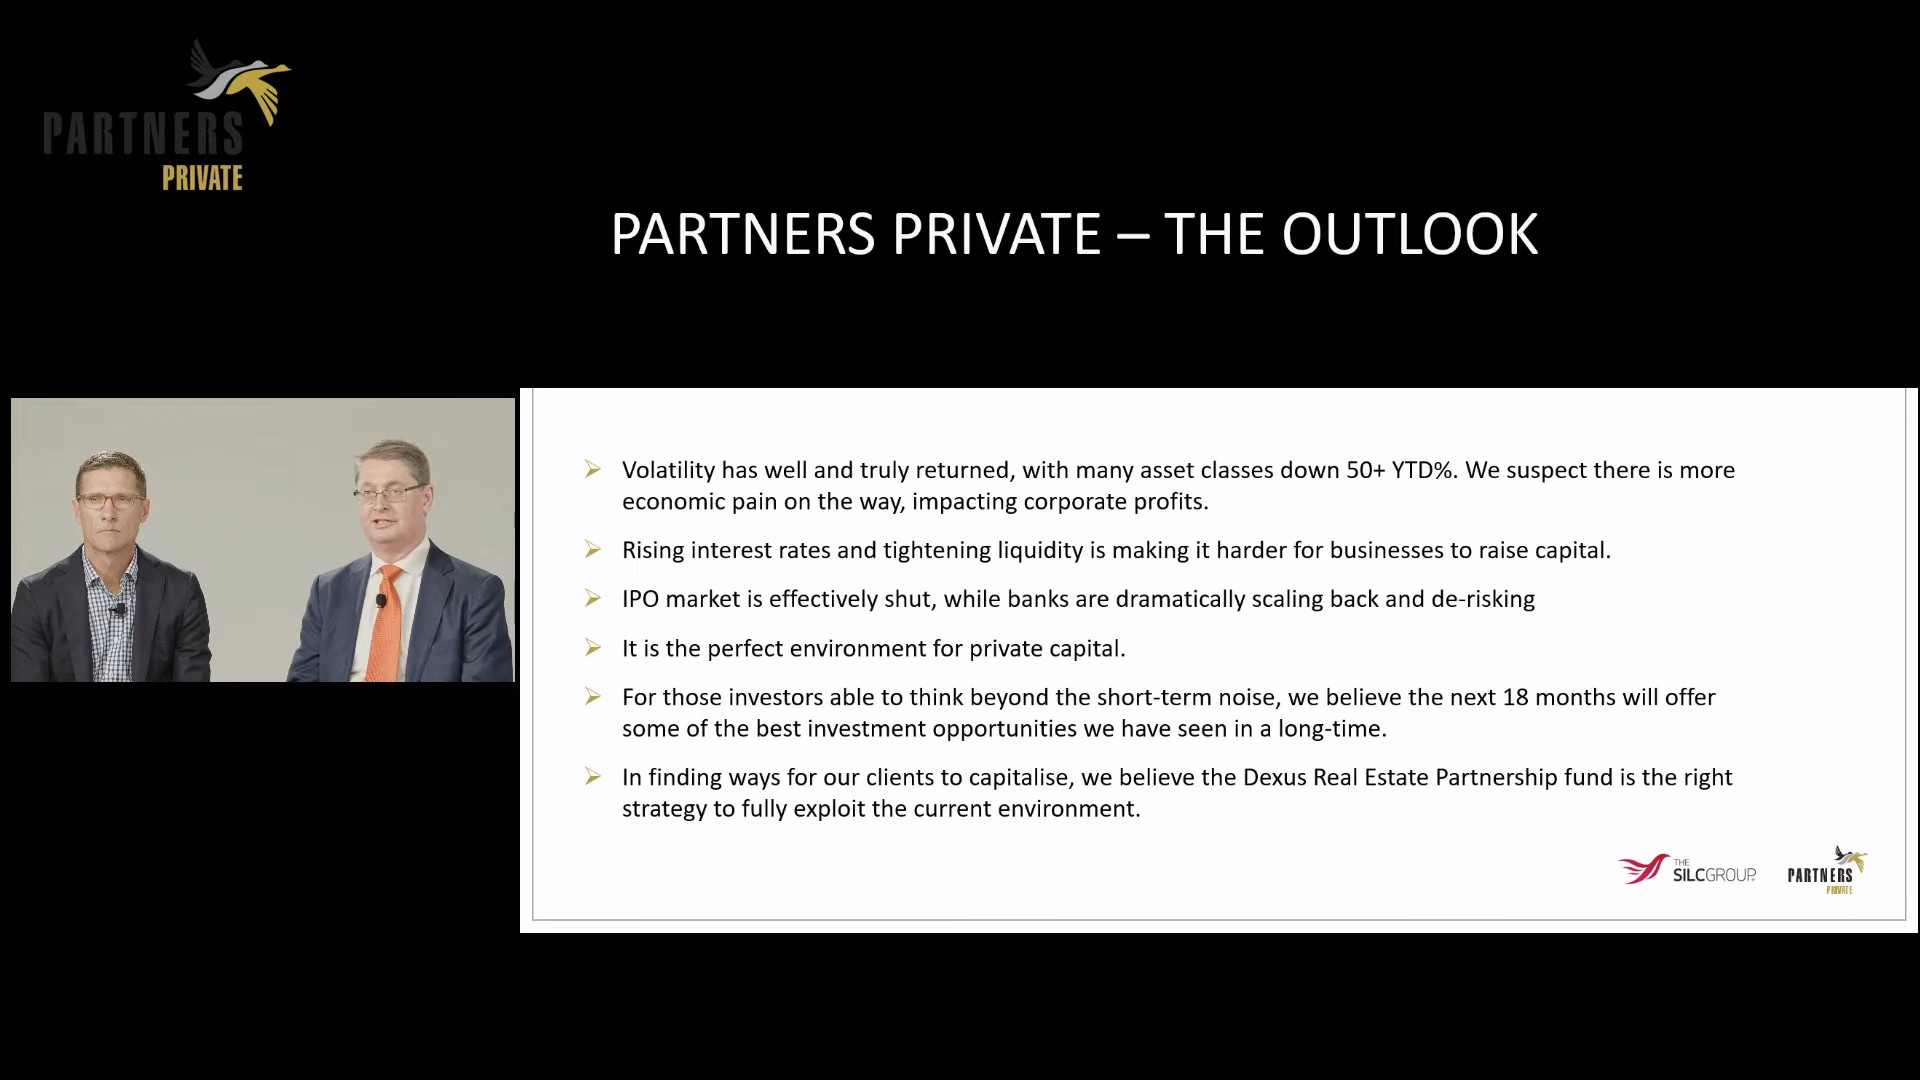 PARTNERS
PRIVATE
PARTNERS PRIVATE – THE OUTLOOK
Volatility has well and truly returned, with many asset classes down 50+ YTD%. We suspect there is more
economic pain on the way, impacting corporate profits.
Rising interest rates and tightening liquidity is making it harder for businesses to raise capital.
IPO market is effectively shut, while banks are dramatically scaling back and de-risking
It is the perfect environment for private capital.
For those investors able to think beyond the short-term noise, we believe the next 18 months will offer
some of the best investment opportunities we have seen in a long-time.
In finding ways for our clients to capitalise, we believe the Dexus Real Estate Partnership fund is the right
strategy to fully exploit the current environment.
THE
SILCGROUP
PARTNERS
PRIVATE